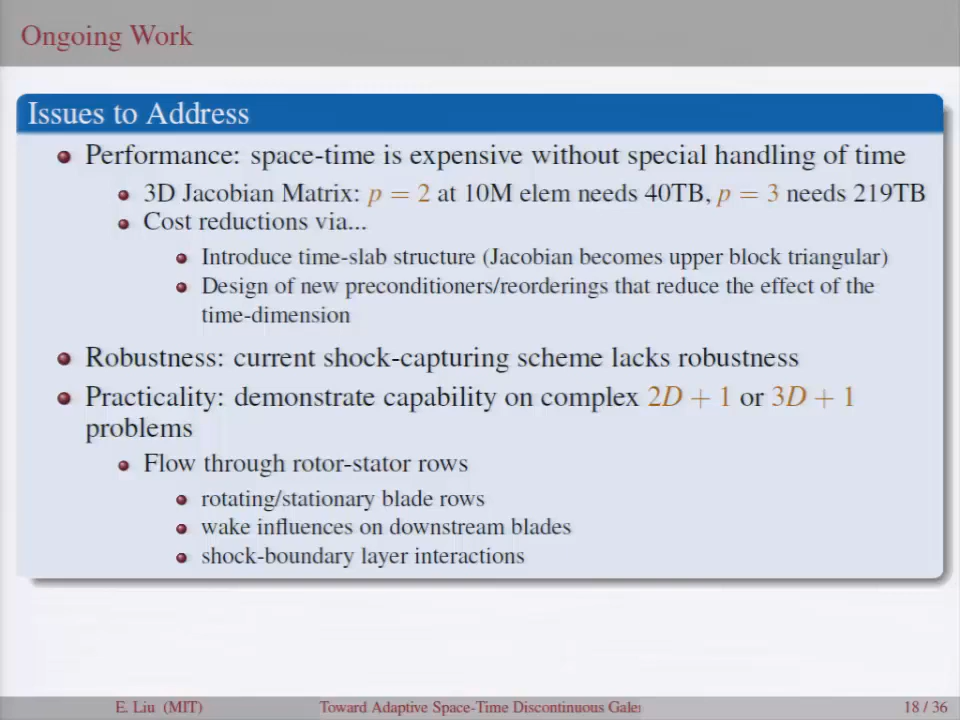 Ongoing Work
Issues to Address
Performance: space-time is expensive without special handling of time
3D Jacobian Matrix: p = 2 at 10M elem needs 40TB, p = 3 needs 219TB
Cost reductions via...
Introduce time-slab structure (Jacobian becomes upper block triangular)
Design of new preconditioners/reorderings that reduce the effect of the
time-dimension
Robustness: current shock-capturing scheme lacks robustness
Practicality: demonstrate capability on complex 2D + 1 or 3D + 1
problems
Flow through rotor-stator rows
rotating/stationary blade rows
wake influences on downstream blades
shock-boundary layer interactions
E. Liu (MIT) Toward Adaptive Space-Time Discontinuous 18 / 36